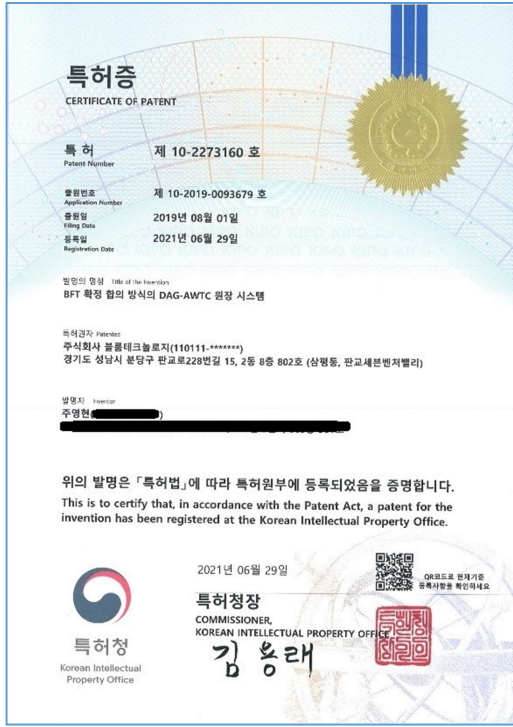 특허증
CERTIFICATE OF PATENT
특 허 제 10-2273160 호
Patent Number
출원번호 제 10-2019-0093679 호
Application Number
출원일 2019년 08월 01일
Filing Date
등록일 2021년 06월 29일
Registration Date
발명의 명칭 Title of the Invention
BFT 확정 합의 방식의 DAG-AWTC 원장 시스템
특허권자 Patentee
주식회사 블룸테크놀로지(110111-*******)
경기도 성남시 분당구 판교로228번길 15, 2동 8층 802호 (삼평동, 판교세븐벤처밸리)
발명자 Inventor
주영현( )
위의 발명은 「특허법」에 따라 특허원부에 등록되었음을 증명합니다.
This is to certify that, in accordance with the Patent Act, a patent for the
invention has been registered at the Korean Intellectual Property Office.
2021년 06월 29일
QR코드로 현재기준
등록사항을 확인하세요
특허청장
COMMISSIONER,
KOREAN INTELLECTUAL PROPERTY OFFICE
김용래
특허청
Korean Intellectual
Property Office